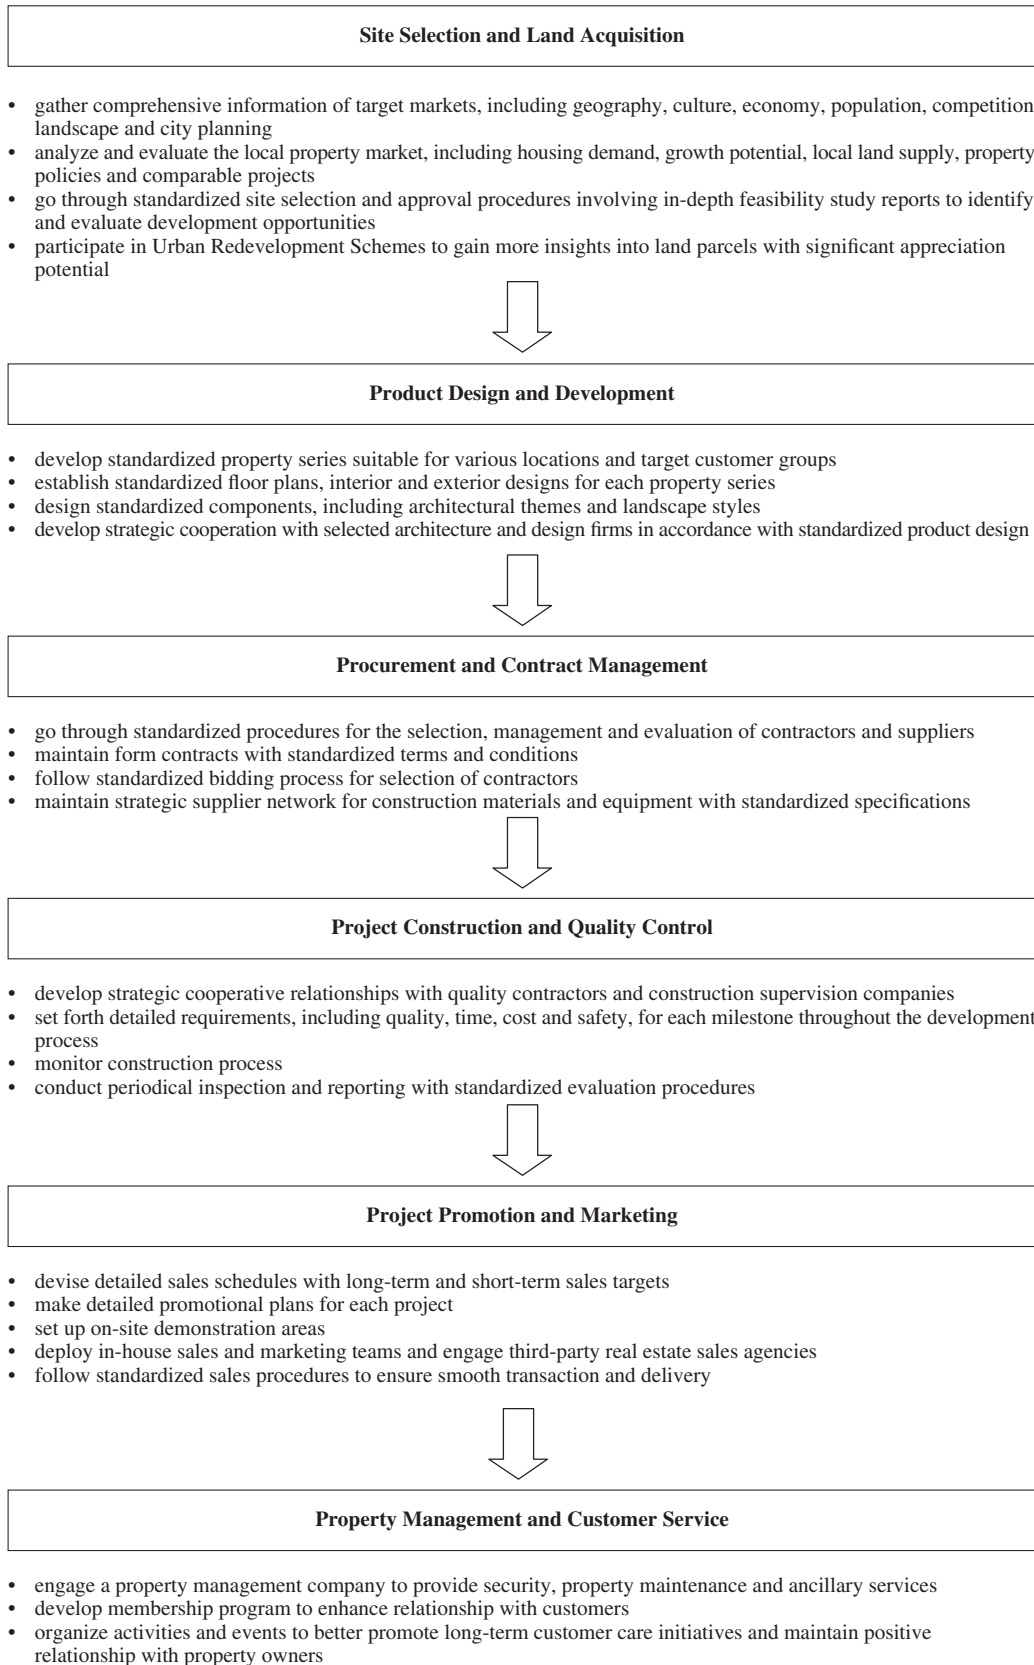 Site Selection and Land Acquisition
• gather comprehensive information of target markets, including geography, culture, economy, population, competition
landscape and city planning
• analyze and evaluate the local property market, including housing demand, growth potential, local land supply, property
policies and comparable projects
• go through standardized site selection and approval procedures involving in-depth feasibility study reports to identify
and evaluate development opportunities
• participate in Urban Redevelopment Schemes to gain more insights into land parcels with significant appreciation
potential
Product Design and Development
• develop standardized property series suitable for various locations and target customer groups
• establish standardized floor plans, interior and exterior designs for each property series
• design standardized components, including architectural themes and landscape styles
• develop strategic cooperation with selected architecture and design firms in accordance with standardized product design
Procurement and Contract Management
• go through standardized procedures for the selection, management and evaluation of contractors and suppliers
• maintain form contracts with standardized terms and conditions
• follow standardized bidding process for selection of contractors
• maintain strategic supplier network for construction materials and equipment with standardized specifications
Project Construction and Quality Control
• develop strategic cooperative relationships with quality contractors and construction supervision companies
• set forth detailed requirements, including quality, time, cost and safety, for each milestone throughout the development
process
• monitor construction process
• conduct periodical inspection and reporting with standardized evaluation procedures
Project Promotion and Marketing
• devise detailed sales schedules with long-term and short-term sales targets
• make detailed promotional plans for each project
• set up on-site demonstration areas
• deploy in-house sales and marketing teams and engage third-party real estate sales agencies
• follow standardized sales procedures to ensure smooth transaction and delivery
Property Management and Customer Service
• engage a property management company to provide security, property maintenance and ancillary services
• develop membership program to enhance relationship with customers
• organize activities and events to better promote long-term customer care initiatives and maintain positive
relationship with property owners